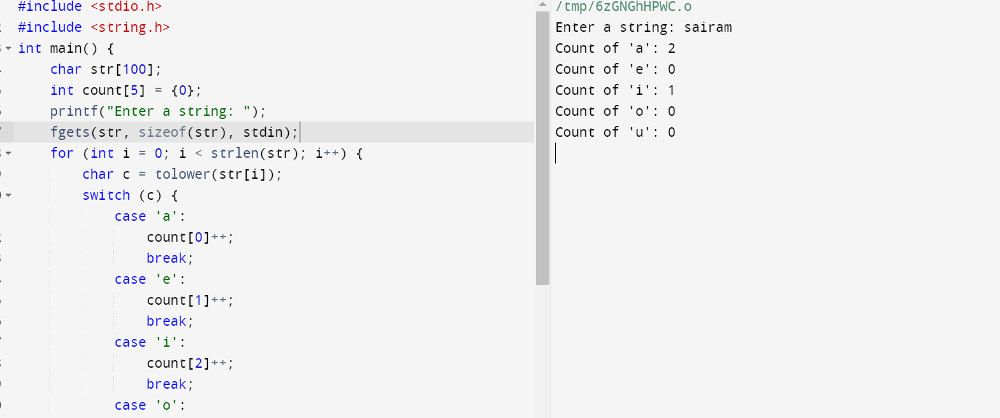 #include <stdio.h>
#include <string.h>
int main() {
    char str[100];
    int count[5] = {0};
    printf("Enter a string: ");
    fgets(str, sizeof(str), stdin);
    for (int i = 0; i < strlen(str); i++) {
        char c = tolower(str[i]);
        switch (c) {
            case 'a':
                count[0]++;
                break;
            case 'e':
                count[1]++;
                break;
            case 'i':
                count[2]++;
                break;
            case 'o':
/tmp/6zGNGhHPWC.o
Enter a string: sairam
Count of 'a': 2
Count of 'e': 0
Count of 'i': 1
Count of 'o': 0
Count of 'u': 0